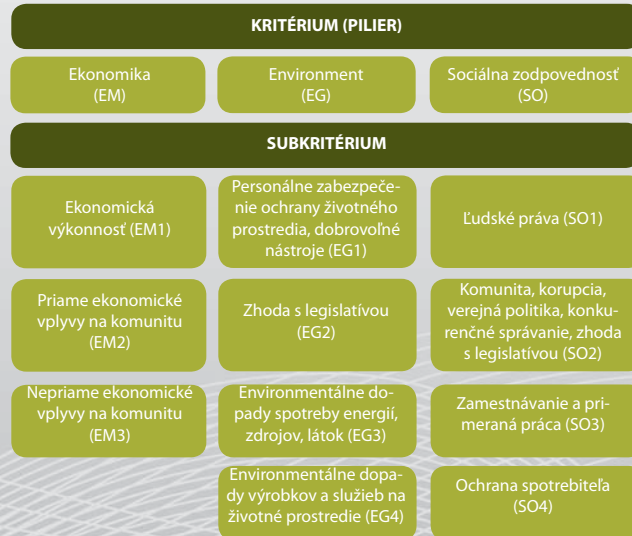 KRITÉRIUM (PILIER)
Ekonomika
(EM)
Environment
(EG)
Sociálna zodpovednosť
(SO)
SUBKRITÉRIUM
Ekonomická
výkonnosť (EM1)
Personálne zabezpeče-
nie ochrany životného
prostredia, dobrovoľné
nástroje (EG1)
Ľudské práva (SO1)
Priame ekonomické
vplyvy na komunitu
(EM2)
Zhoda s legislatívou
(EG2)
Komunita, korupcia,
verejná politika, konku-
renčné správanie, zhoda
s legislatívou (SO2)
Nepriame ekonomické
vplyvy na komunitu
(EM3)
Environmentálne do-
pady spotreby energií,
zdrojov, látok (EG3)
Zamestnávanie a pri-
meraná práca (SO3)
Environmentálne dopa-
dy výrobkov a služieb na
životné prostredie (EG4)
Ochrana spotrebiteľa
(SO4)